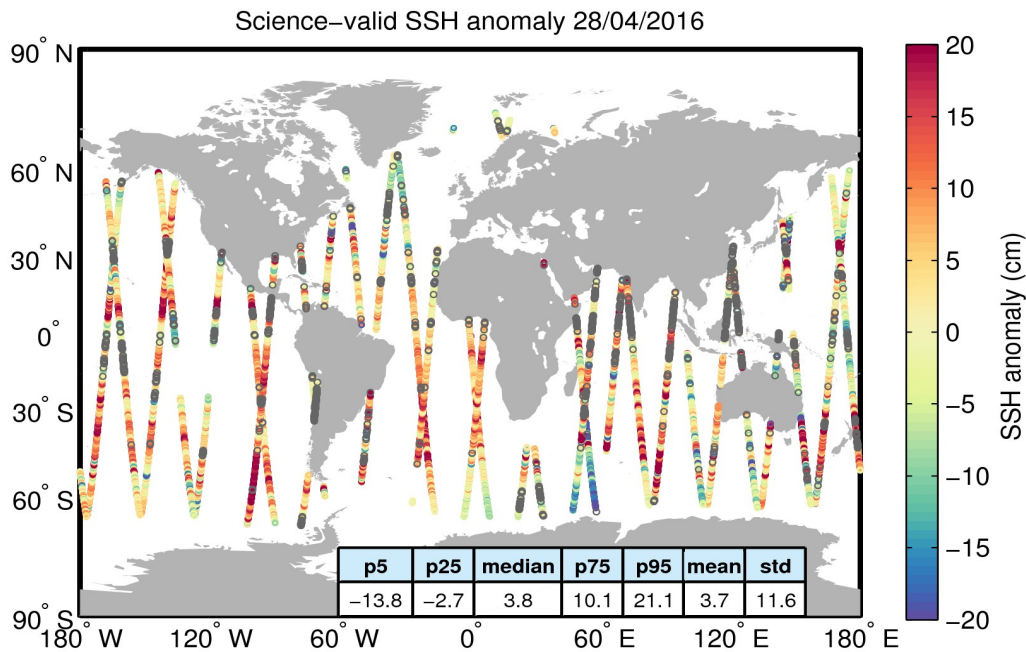 Science−valid SSH anomaly 28/04/2016
90° N
60° N
30° N
0°
30° S
60° S
90° S
180° W
120° W
60° W
0°
60° E
120° E
180° E
p5 p25 median p75 p95 mean std
−13.8 −2.7 3.8 10.1 21.1 3.7 11.6
20
15
10
5
0
−5
−10
−15
−20
SSH anomaly (cm)